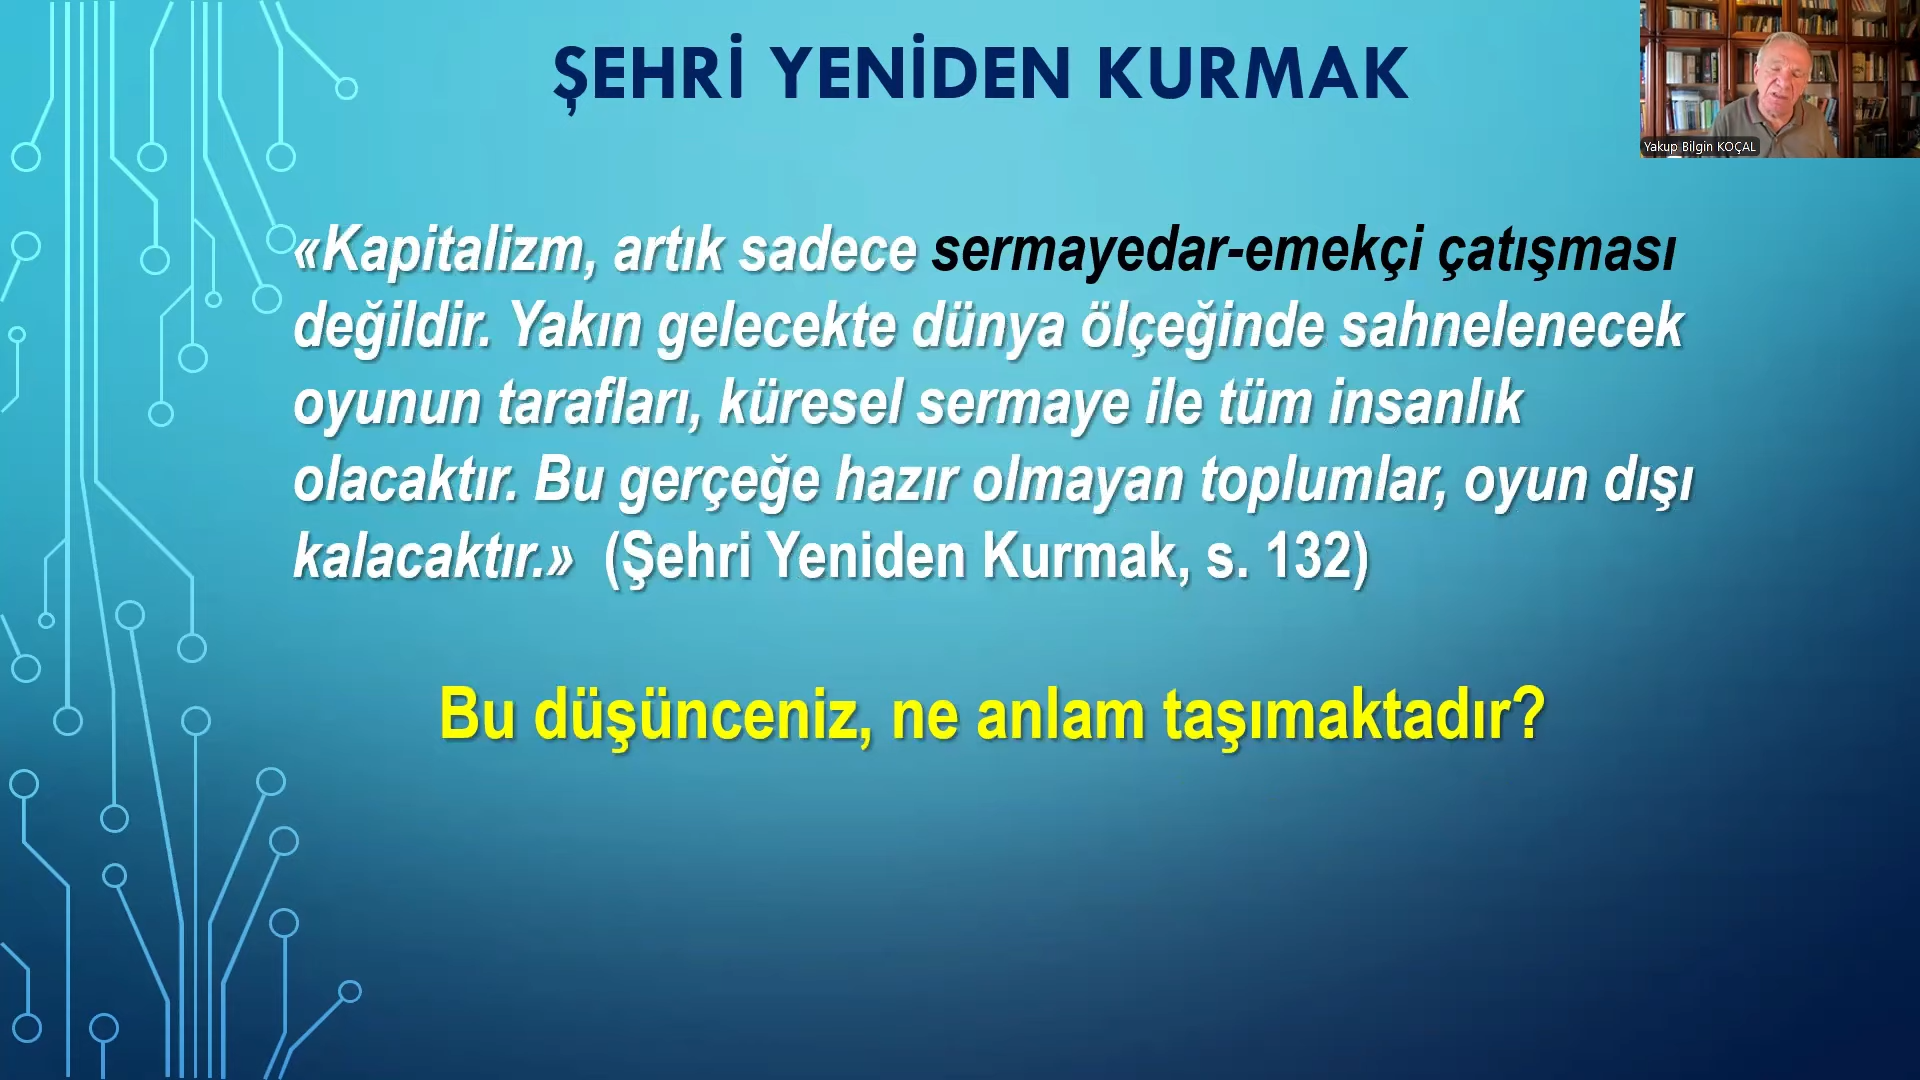 ŞEHRİ YENİDEN KURMAK
Yakup Bilgin KOÇAL
«Kapitalizm, artık sadece sermayedar-emekçi çatışması
değildir. Yakın gelecekte dünya ölçeğinde sahnelenecek
oyunun tarafları, küresel sermaye ile tüm insanlık
olacaktır. Bu gerçeğe hazır olmayan toplumlar, oyun dışı
kalacaktır.» (Şehri Yeniden Kurmak, s. 132)
Bu düşünceniz, ne anlam taşımaktadır?